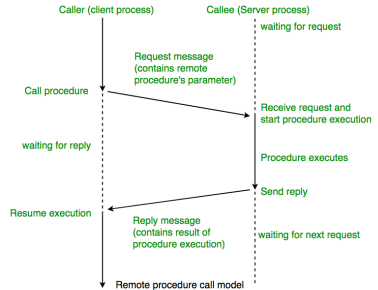 Caller (client process)
Callee (Server process)
waiting for request
Request message
(contains remote
procedure's parameter)
Call procedure
Receive request and
start procedure execution
waiting for reply
Procedure executes
Send reply
Resume execution
Reply message
(contains result of
procedure execution)
waiting for next request
Remote procedure call model